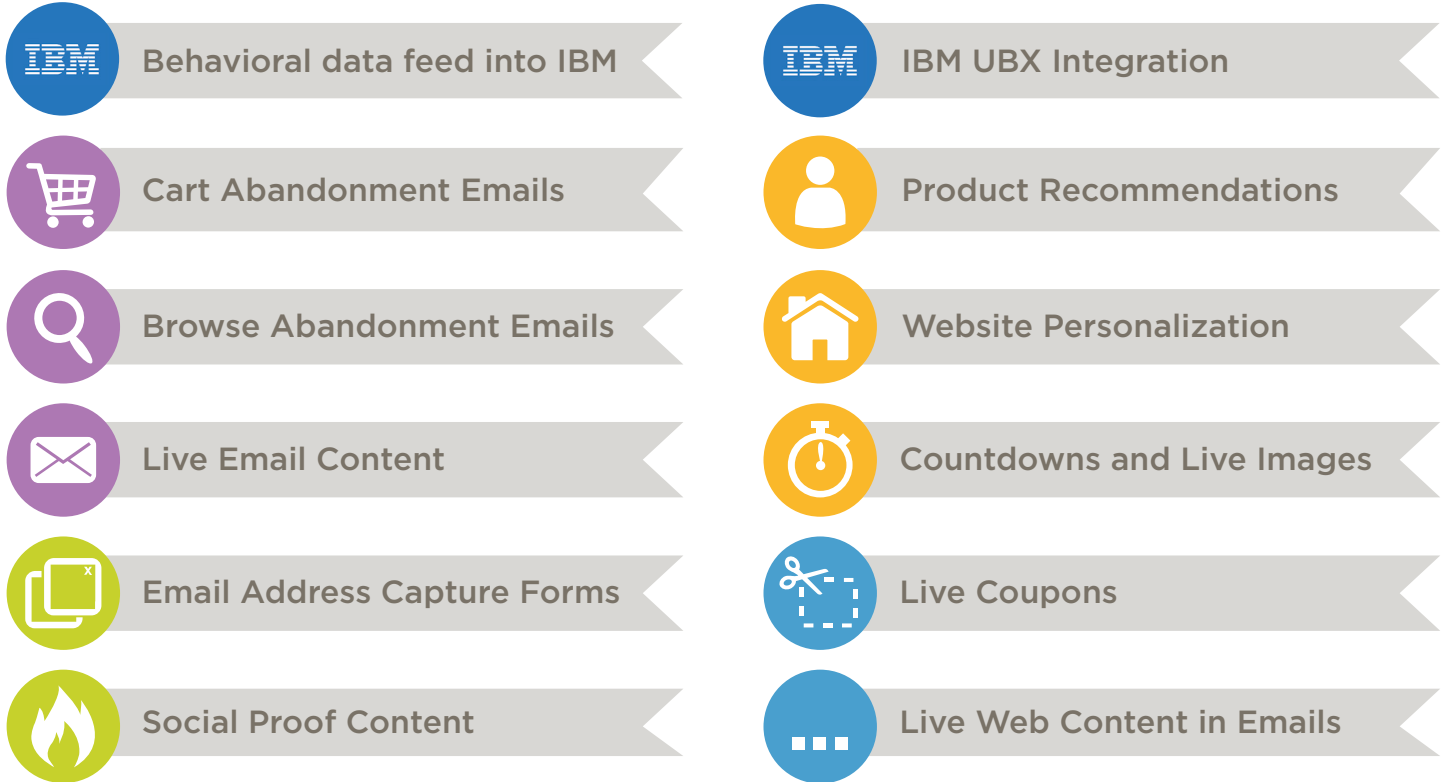 IBM
Behavioral data feed into IBM
IBM
IBM UBX Integration
Cart Abandonment Emails
Product Recommendations
Browse Abandonment Emails
Website Personalization
Live Email Content
Countdowns and Live Images
x
Email Address Capture Forms
Live Coupons
Social Proof Content
Live Web Content in Emails